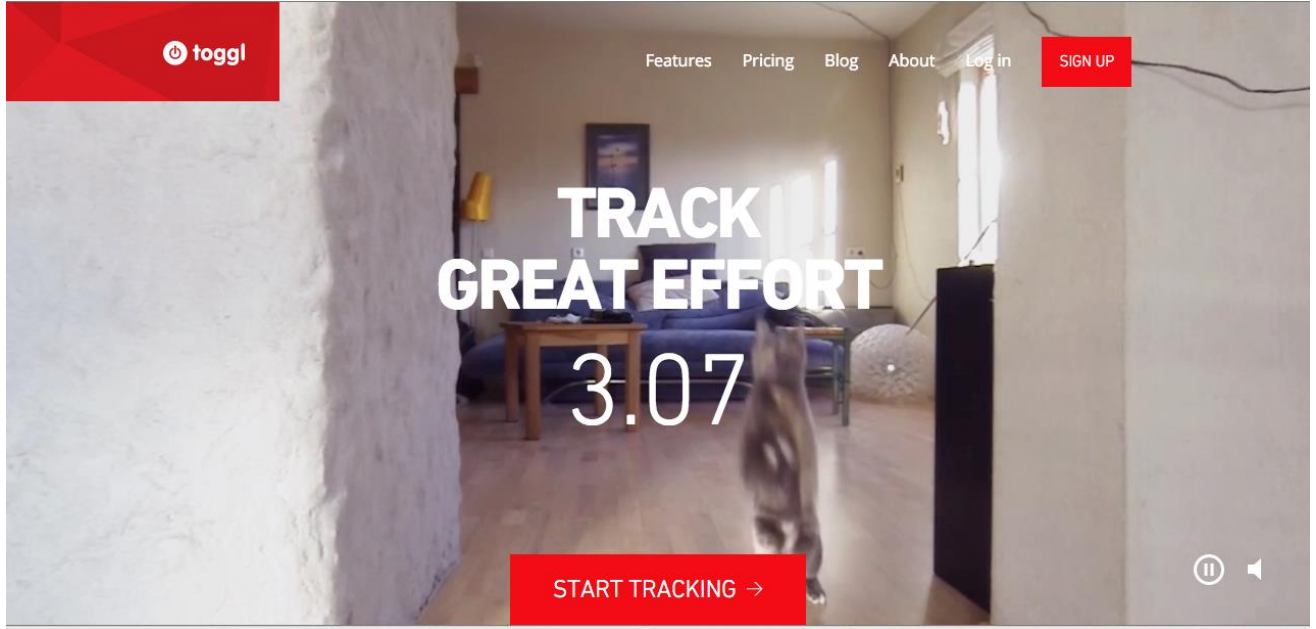 toggl
Features Pricing Blog About Log in SIGN UP
TRACK
GREAT EFFORT
3.07
START TRACKING →